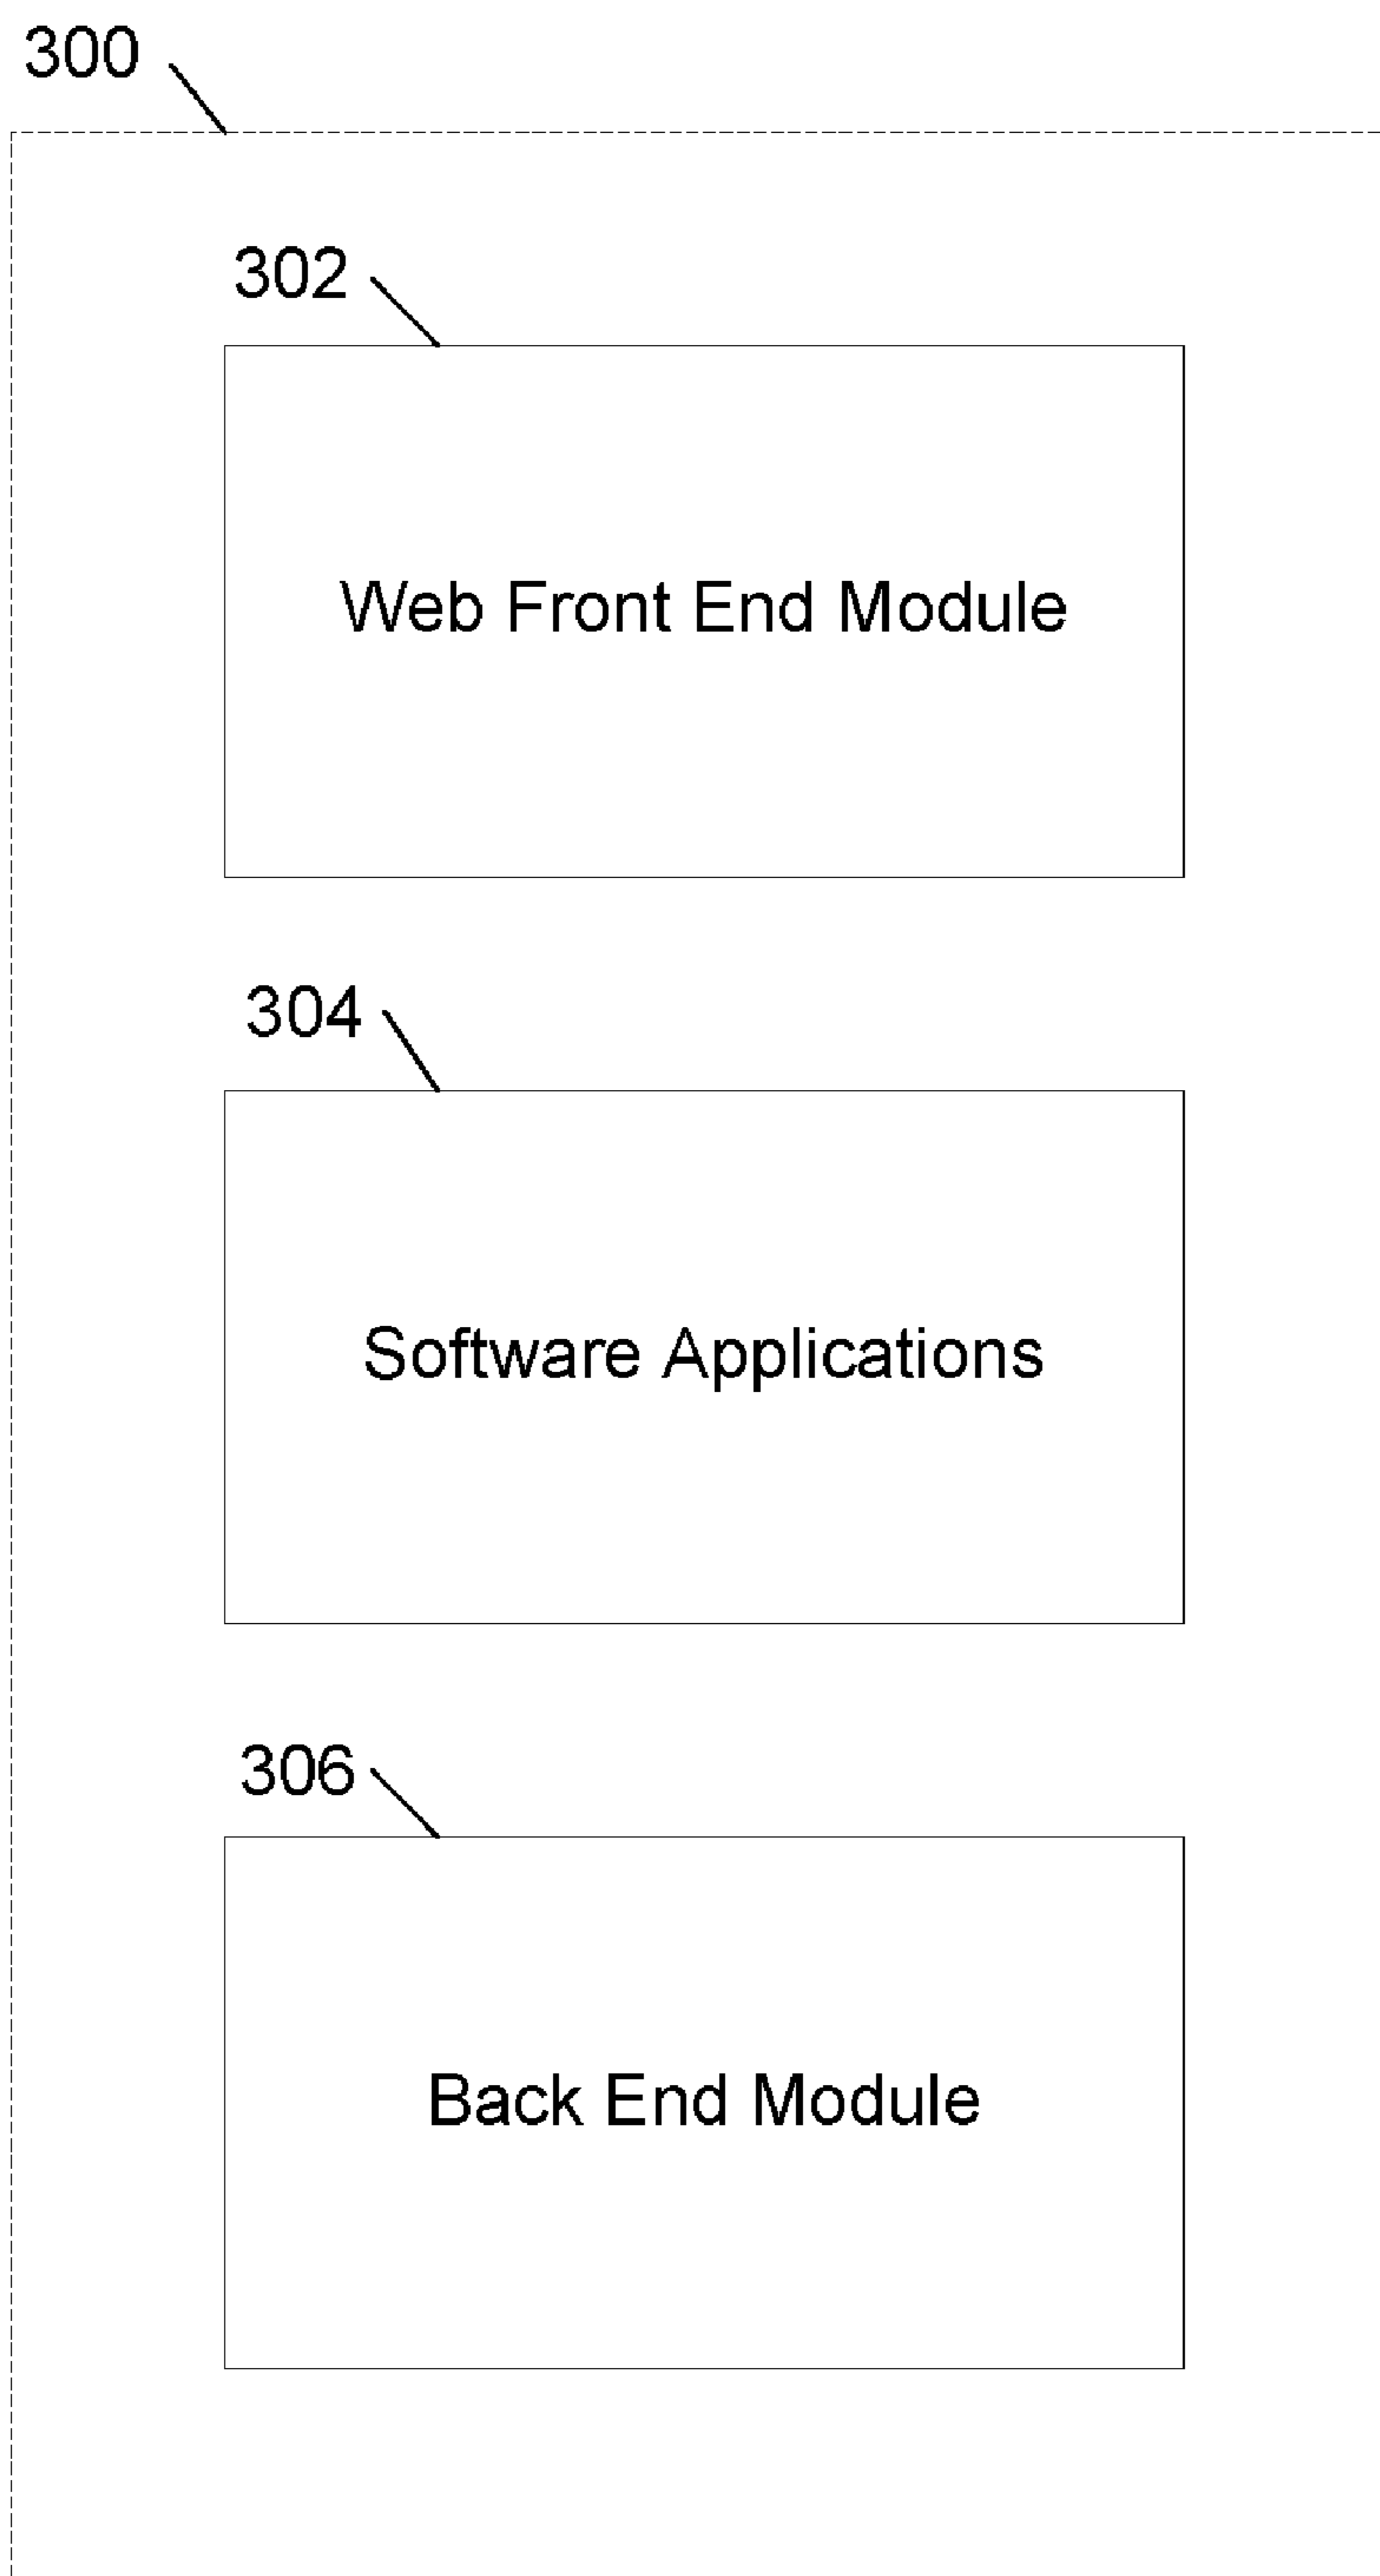 300
302
Web Front End Module
304
Software Applications
306
Back End Module